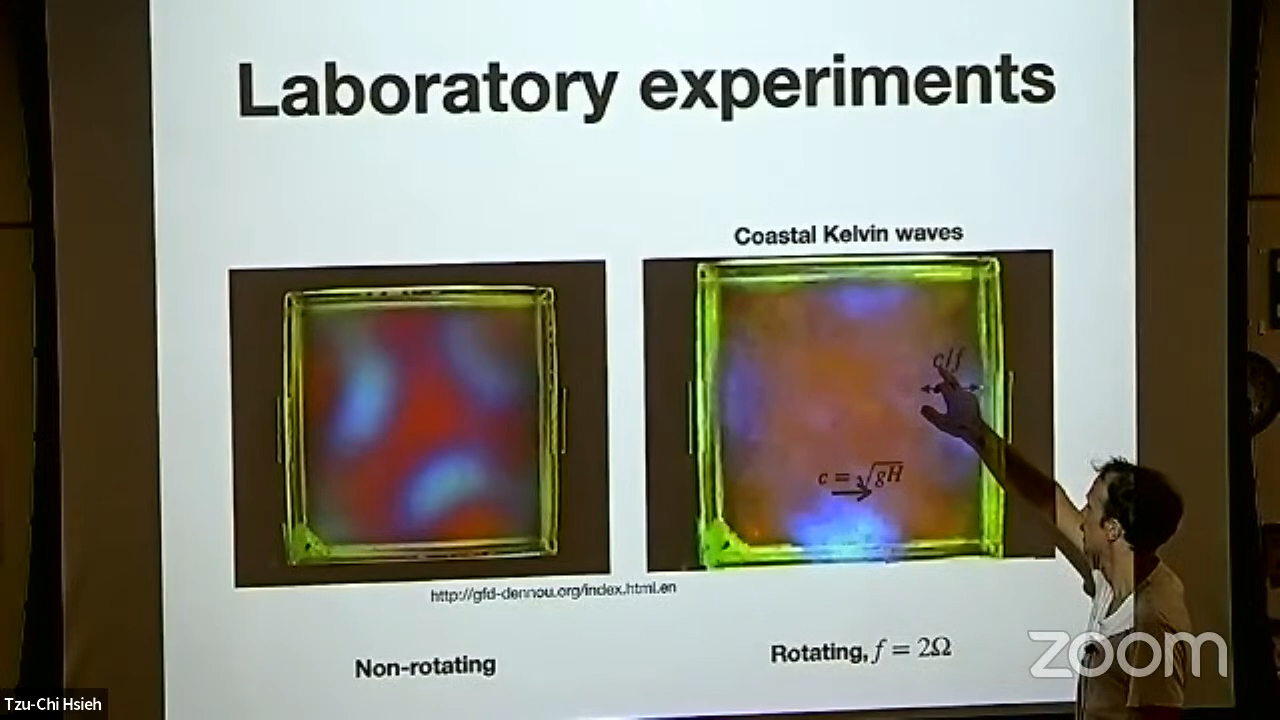 Laboratory experiments
Coastal Kelvin waves
c/f
c = √gH
http://gfd-dennou.org/index.html.en
Non-rotating
Rotating, f = 2Ω
zoom
Tzu-Chi Hsieh